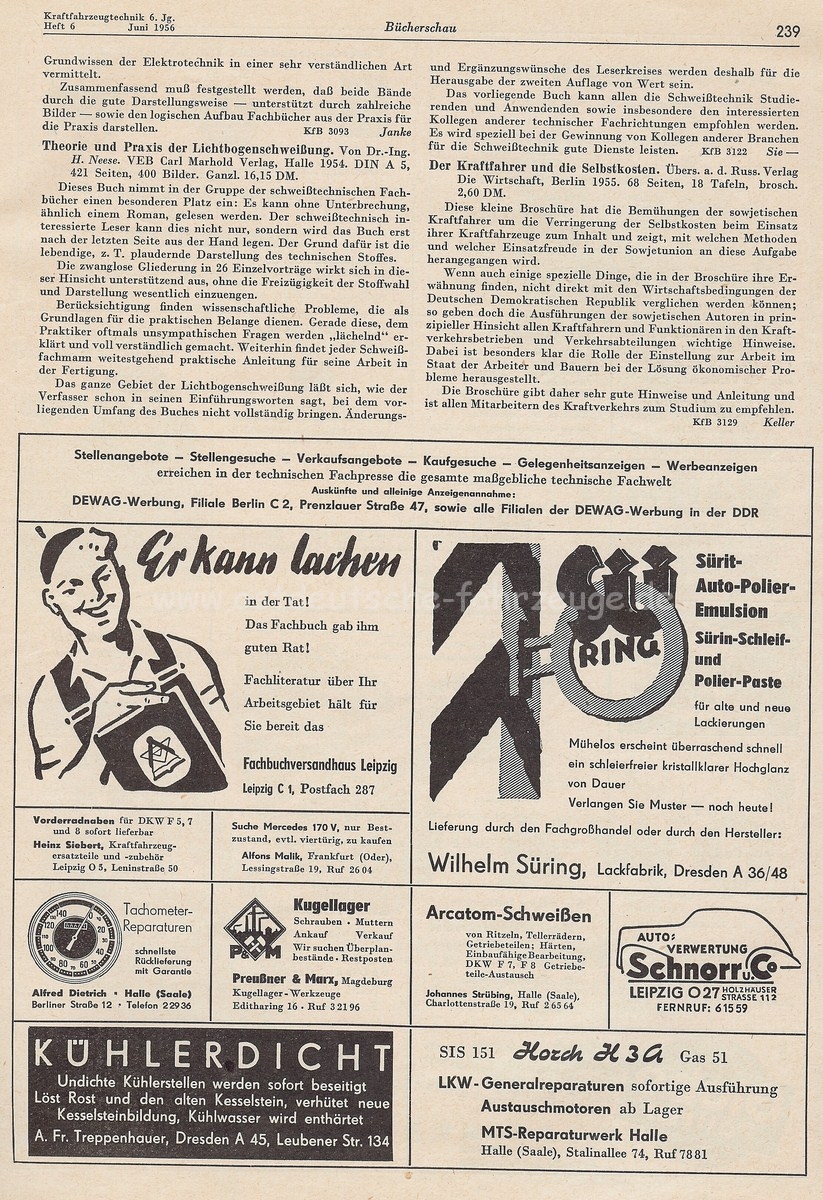 Kraftfahrzeugtechnik 6. Jg.
Heft 6 Juni 1956
Bücherschau
239
Grundwissen der Elektrotechnik in einer sehr verständlichen Art
vermittelt.
Zusammenfassend muß festgestellt werden, daß beide Bände
durch die gute Darstellungsweise — unterstützt durch zahlreiche
Bilder — sowie den logischen Aufbau Fachbücher aus der Praxis für
die Praxis darstellen. KfB 3093 Janke
Theorie und Praxis der Lichtbogenschweißung. Von Dr.-Ing.
H. Neese. VEB Carl Marhold Verlag, Halle 1954. DIN A 5,
421 Seiten, 400 Bilder. Ganzl. 16,15 DM.
Dieses Buch nimmt in der Gruppe der schweißtechnischen Fach-
bücher einen besonderen Platz ein: Es kann ohne Unterbrechung,
ähnlich einem Roman, gelesen werden. Der schweißtechnisch in-
teressierte Leser kann dies nicht nur, sondern wird das Buch erst
nach der letzten Seite aus der Hand legen. Der Grund dafür ist die
lebendige, z. T. plaudernde Darstellung des technischen Stoffes.
Die zwanglose Gliederung in 26 Einzelvorträge wirkt sich in die-
ser Hinsicht unterstützend aus, ohne die Freizügigkeit der Stoffwahl
und Darstellung wesentlich einzuengen.
Berücksichtigung finden wissenschaftliche Probleme, die als
Grundlagen für die praktischen Belange dienen. Gerade diese, dem
Praktiker oftmals unsympathischen Fragen werden „lächelnd“ er-
klärt und voll verständlich gemacht. Weiterhin findet jeder Schweiß-
fachmann weitestgehend praktische Anleitung für seine Arbeit in
der Fertigung.
Das ganze Gebiet der Lichtbogenschweißung läßt sich, wie der
Verfasser schon in seinen Einführungsworten sagt, bei dem vor-
liegenden Umfang des Buches nicht vollständig bringen. Änderungs-
und Ergänzungswünsche des Leserkreises werden deshalb für die
Herausgabe der zweiten Auflage von Wert sein.
Das vorliegende Buch kann allen die Schweißtechnik Studie-
renden und Anwendenden sowie insbesondere den interessierten
Kollegen anderer technischer Fachrichtungen empfohlen werden.
Es wird speziell bei der Gewinnung von Kollegen anderer Branchen
für die Schweißtechnik gute Dienste leisten. KfB 3122 Sie —
Der Kraftfahrer und die Selbstkosten. Übers. a. d. Russ. Verlag
Die Wirtschaft, Berlin 1955. 68 Seiten, 18 Tafeln, brosch.
2,60 DM.
Diese kleine Broschüre hat die Bemühungen der sowjetischen
Kraftfahrer um die Verringerung der Selbstkosten beim Einsatz
ihrer Kraftfahrzeuge zum Inhalt und zeigt, mit welchen Methoden
und welcher Einsatzfreude in der Sowjetunion an diese Aufgabe
herangegangen wird.
Wenn auch einige spezielle Dinge, die in der Broschüre ihre Er-
wähnung finden, nicht direkt mit den Wirtschaftsbedingungen der
Deutschen Demokratischen Republik verglichen werden können;
so geben doch die Ausführungen der sowjetischen Autoren in prin-
zipieller Hinsicht allen Kraftfahrern und Funktionären in den Kraft-
verkehrsbetrieben und Verkehrsabteilungen wichtige Hinweise.
Dabei ist besonders klar die Rolle der Einstellung zur Arbeit im
Staat der Arbeiter und Bauern bei der Lösung ökonomischer Pro-
bleme herausgestellt.
Die Broschüre gibt daher sehr gute Hinweise und Anleitung und
ist allen Mitarbeitern des Kraftverkehrs zum Studium zu empfehlen.
KfB 3129 Keller
Stellenangebote – Stellengesuche – Verkaufsangebote – Kaufgesuche – Gelegenheitsanzeigen – Werbeanzeigen
erreichen in der technischen Fachpresse die gesamte maßgebliche technische Fachwelt
Auskünfte und alleinige Anzeigenannahme:
DEWAG-Werbung, Filiale Berlin C 2, Prenzlauer Straße 47, sowie alle Filialen der DEWAG-Werbung in der DDR
Er kann lachen
in der Tat!
Das Fachbuch gab ihm
guten Rat!
Fachliteratur über Ihr
Arbeitsgebiet hält für
Sie bereit das
Fachbuchversandhaus Leipzig
Leipzig C 1, Postfach 287
SÜ
RING
Sürit-
Auto-Polier-
Emulsion
Sürin-Schleif-
und
Polier-Paste
für alte und neue
Lackierungen
Mühelos erscheint überraschend schnell
ein schleierfreier kristallklarer Hochglanz
von Dauer
Verlangen Sie Muster — noch heute!
Lieferung durch den Fachgroßhandel oder durch den Hersteller:
Wilhelm Süring, Lackfabrik, Dresden A 36/48
Vorderradnaben für DKW F 5, 7
und 8 sofort lieferbar
Heinz Siebert, Kraftfahrzeug-
ersatzteile und -zubehör
Leipzig O 5, Leninstraße 50
Suche Mercedes 170 V, nur Best-
zustand, evtl. viertürig, zu kaufen
Alfons Malik, Frankfurt (Oder),
Lessingstraße 19, Ruf 26 04
0 60 80 100 120 140
Tachometer-
Reparaturen
schnellste
Rücklieferung
mit Garantie
Alfred Dietrich · Halle (Saale)
Berliner Straße 12 · Telefon 22936
P&M
Kugellager
Schrauben · Muttern
Ankauf Verkauf
Wir suchen Überplan-
bestände · Restposten
Preußner & Marx, Magdeburg
Kugellager-Werkzeuge
Editharing 16 · Ruf 3 21 96
Arcatom-Schweißen
von Ritzeln, Tellerrädern,
Getriebeteilen; Härten,
Einbaufähige Bearbeitung,
DKW F 7, F 8 Getriebe-
teile-Austausch
Johannes Strübing, Halle (Saale),
Charlottenstraße 19, Ruf 2 65 64
AUTO-
VERWERTUNG
Schnorr u. Co
LEIPZIG O 27 HOLZHÄUSER STRASSE 112
FERNRUF: 61559
KÜHLERDICHT
Undichte Kühlerstellen werden sofort beseitigt
Löst Rost und den alten Kesselstein, verhütet neue
Kesselsteinbildung, Kühlwasser wird enthärtet
A. Fr. Treppenhauer, Dresden A 45, Leubener Str. 134
SIS 151 Horch H3A Gas 51
LKW-Generalreparaturen sofortige Ausführung
Austauschmotoren ab Lager
MTS-Reparaturwerk Halle
Halle (Saale), Stalinallee 74, Ruf 78 81